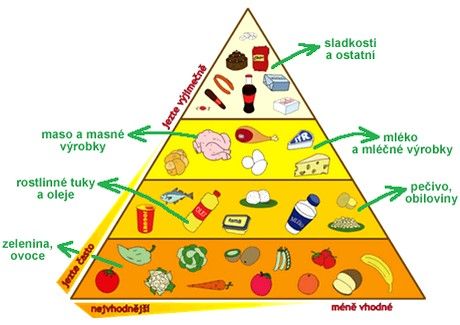 sladkosti
a ostatní
jezte výjimečně
maso a masné
výrobky
mléko
a mléčné výrobky
rostlinné tuky
a oleje
pečivo,
obiloviny
zelenina,
ovoce
jezte často
nejvhodnější
méně vhodné